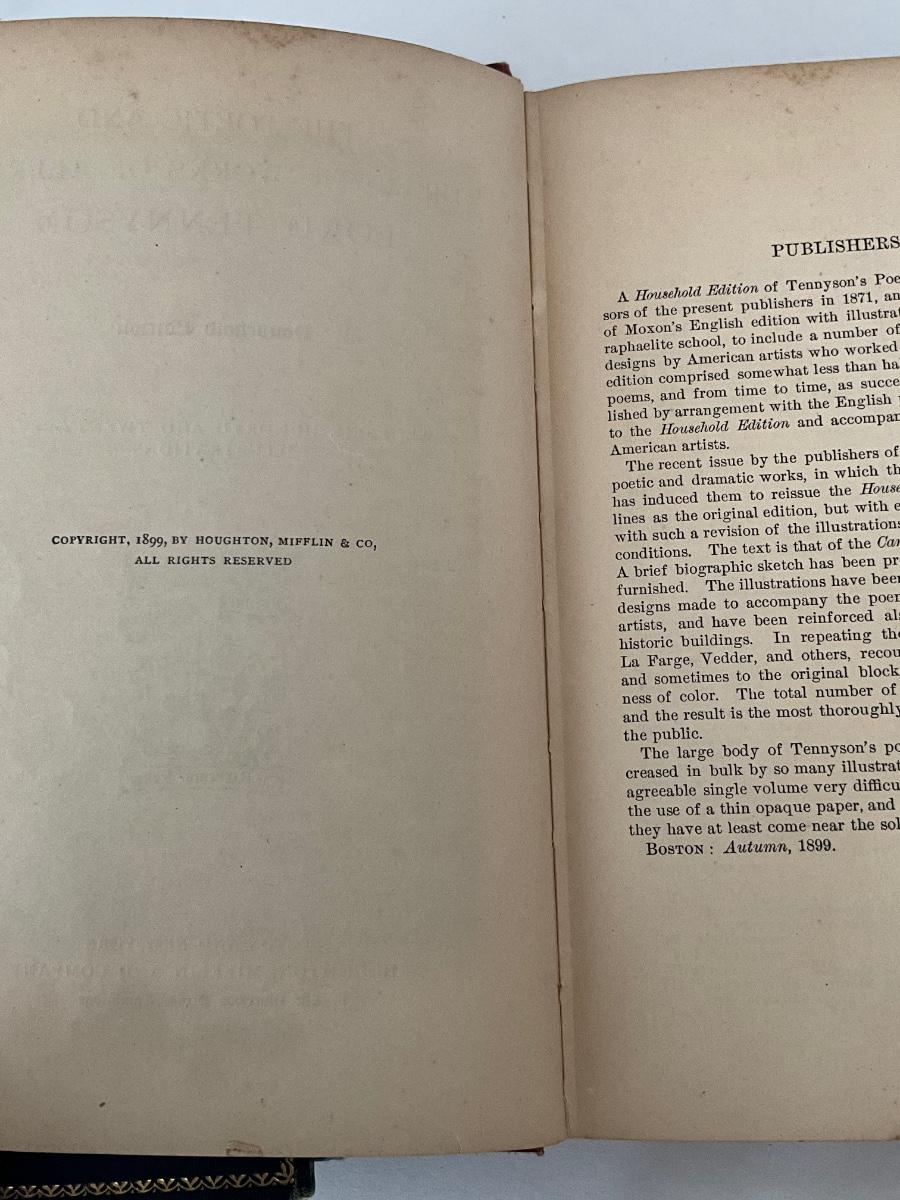 COPYRIGHT, 1899, BY HOUGHTON, MIFFLIN & CO,
ALL RIGHTS RESERVED
PUBLISHERS
A Household Edition of Tennyson's Poe
sors of the present publishers in 1871, an
of Moxon's English edition with illustrat
raphaelite school, to include a number of
designs by American artists who worked
edition comprised somewhat less than ha
poems, and from time to time, as succe
lished by arrangement with the English
to the Household Edition and accompar
American artists.
The recent issue by the publishers of
poetic and dramatic works, in which th
has induced them to reissue the House
lines as the original edition, but with e
with such a revision of the illustrations
conditions. The text is that of the Cam
A brief biographic sketch has been pr
furnished. The illustrations have been
designs made to accompany the poem
artists, and have been reinforced als
historic buildings. In repeating the
La Farge, Vedder, and others, recou
and sometimes to the original block
ness of color. The total number of
and the result is the most thoroughly
the public.
The large body of Tennyson's po
creased in bulk by so many illustrat
agreeable single volume very difficu
the use of a thin opaque paper, and
they have at least come near the sol
BOSTON: Autumn, 1899.